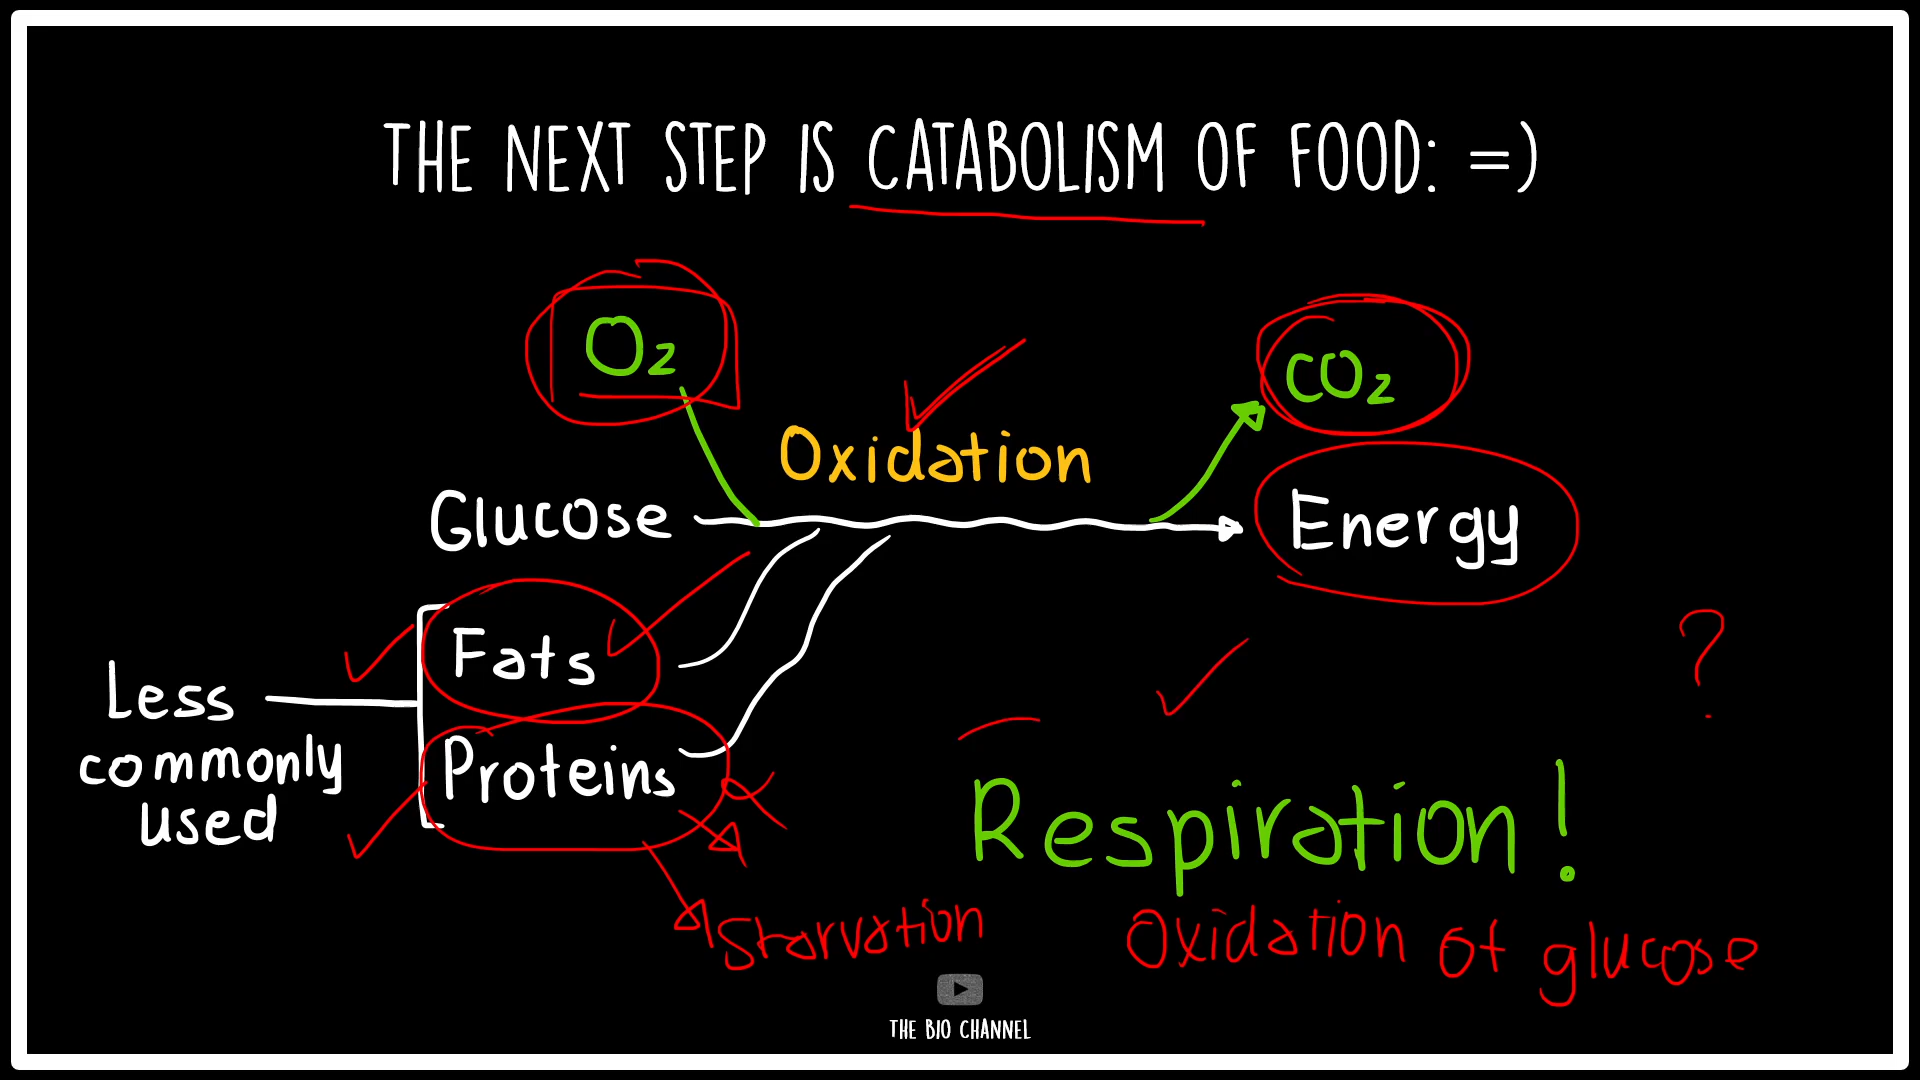 THE NEXT STEP IS CATABOLISM OF FOOD: =)
O2
CO2
Oxidation
Glucose
Energy
Fats
Less
commonly
used
Proteins
?
Respiration!
Starvation
Oxidation of glucose
THE BIO CHANNEL